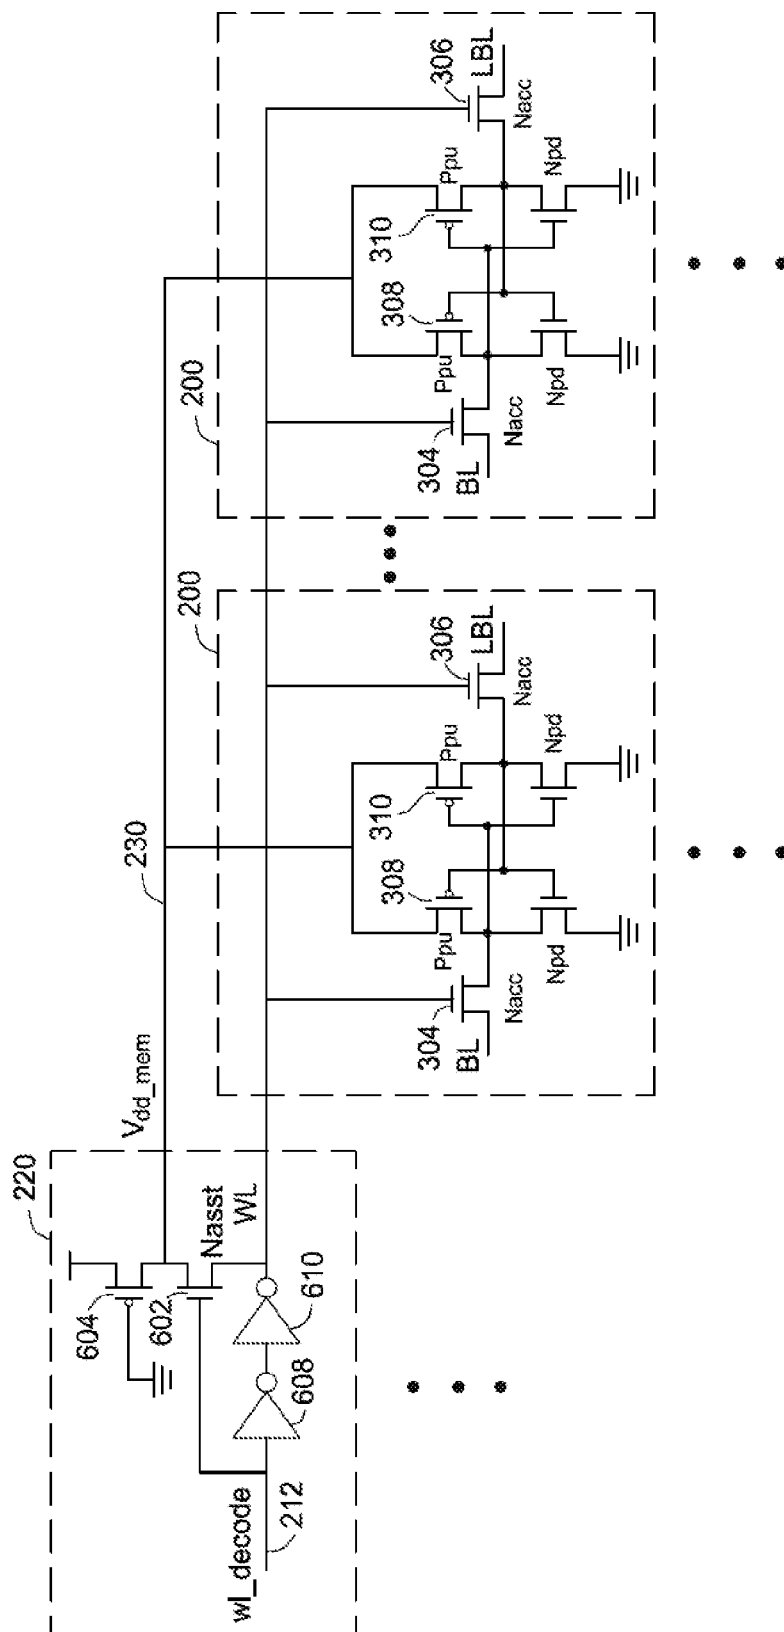 220
604
602
Nasst
WL
610
608
wl_decode
212
Vdd_mem
230
200
304
BL
Nacc
Ppu
308
310
Ppu
Npd
Npd
306
LBL
Nacc
200
304
BL
Nacc
Ppu
308
310
Ppu
Npd
Npd
306
LBL
Nacc